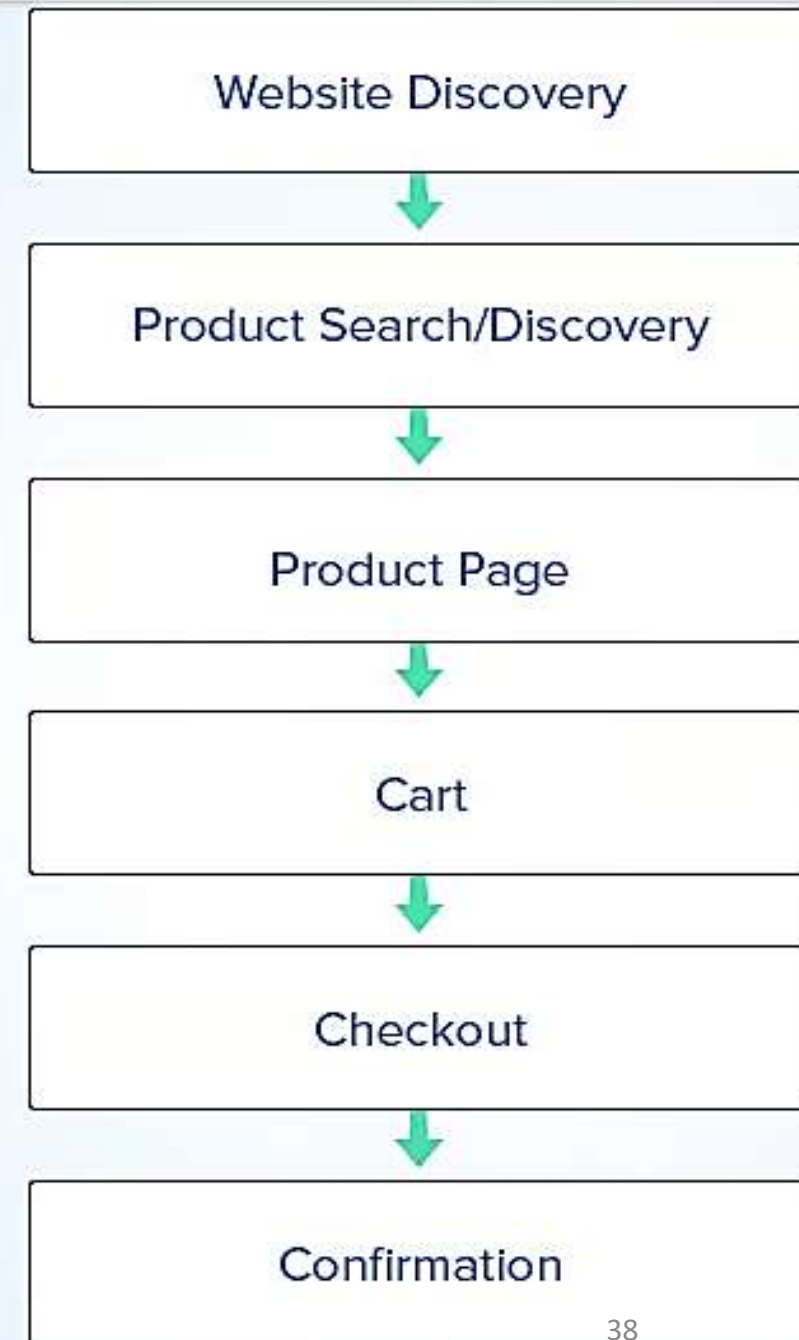 Website Discovery
Product Search/Discovery
Product Page
Cart
Checkout
Confirmation
38